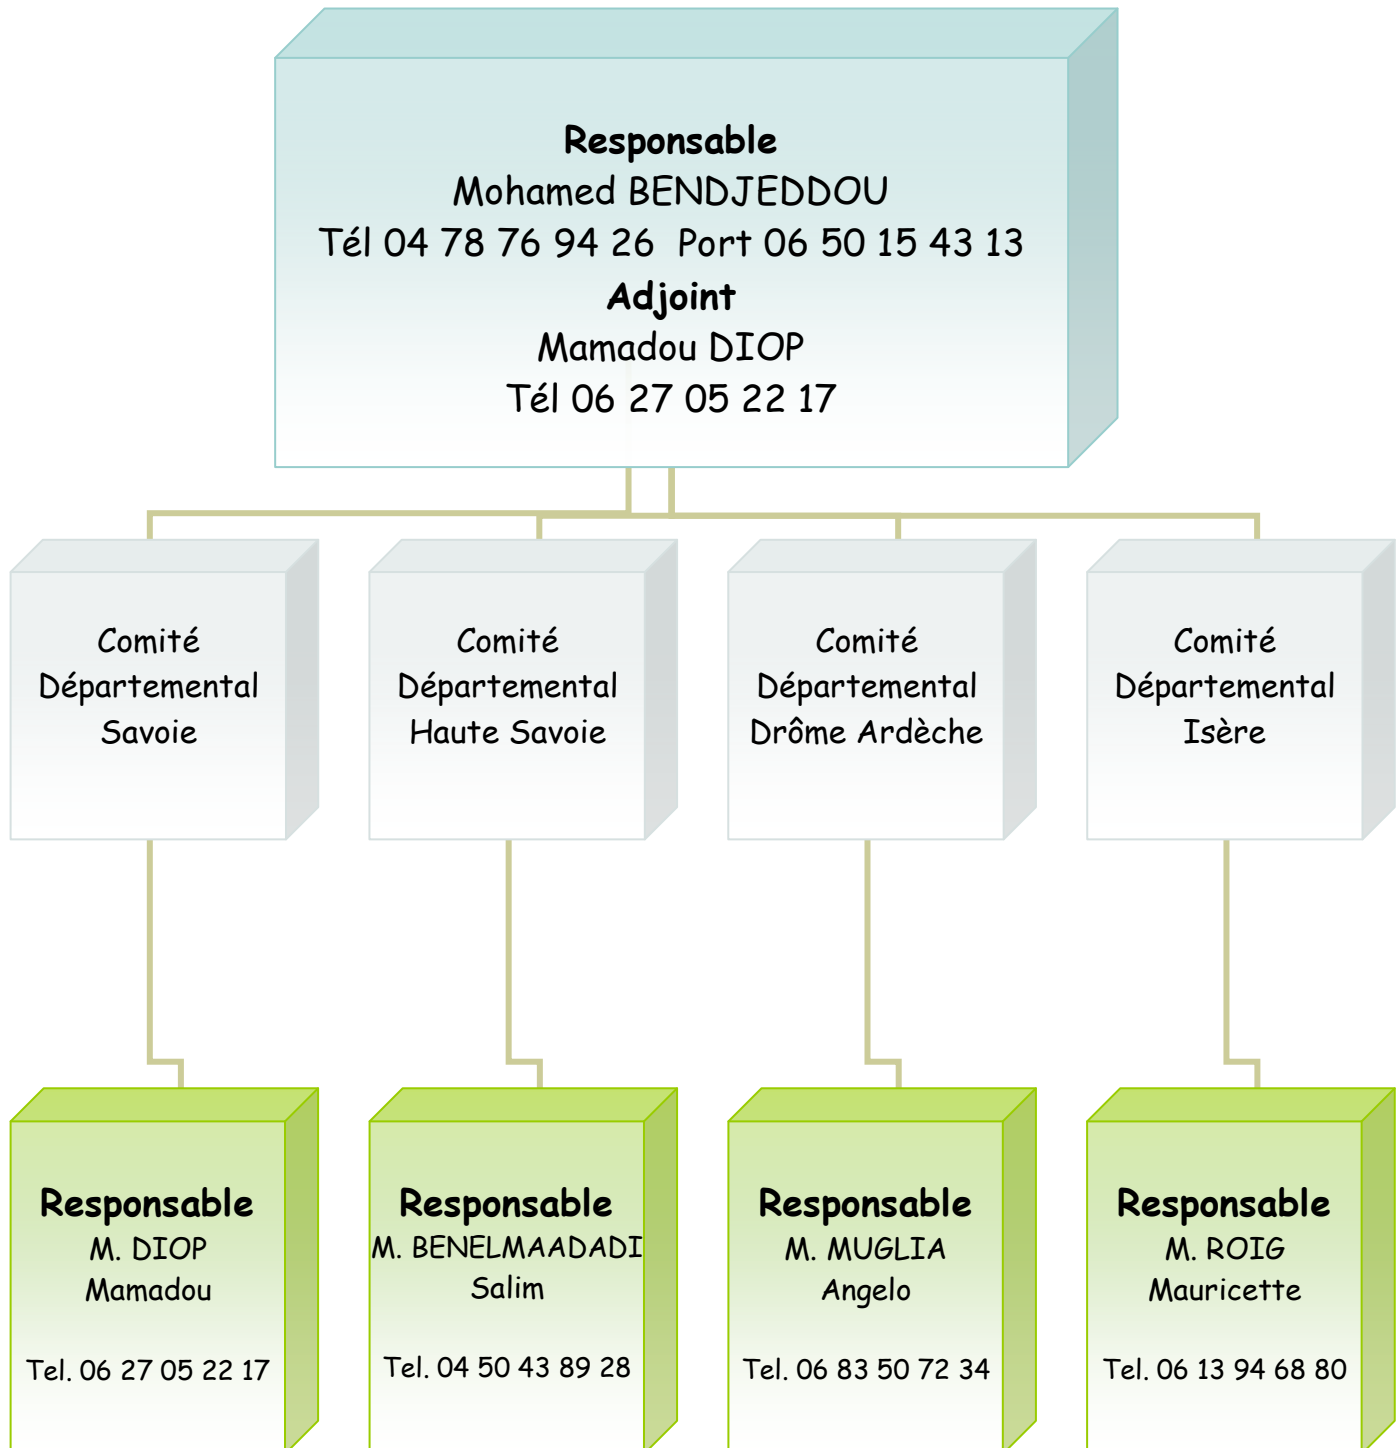 Responsable
Mohamed BENDJEDDOU
Tél 04 78 76 94 26 Port 06 50 15 43 13
Adjoint
Mamadou DIOP
Tél 06 27 05 22 17
Comité
Départemental
Savoie
Comité
Départemental
Haute Savoie
Comité
Départemental
Drôme Ardèche
Comité
Départemental
Isère
Responsable
M. DIOP
Mamadou
Tel. 06 27 05 22 17
Responsable
M. BENELMAADADI
Salim
Tel. 04 50 43 89 28
Responsable
M. MUGLIA
Angelo
Tel. 06 83 50 72 34
Responsable
M. ROIG
Mauricette
Tel. 06 13 94 68 80